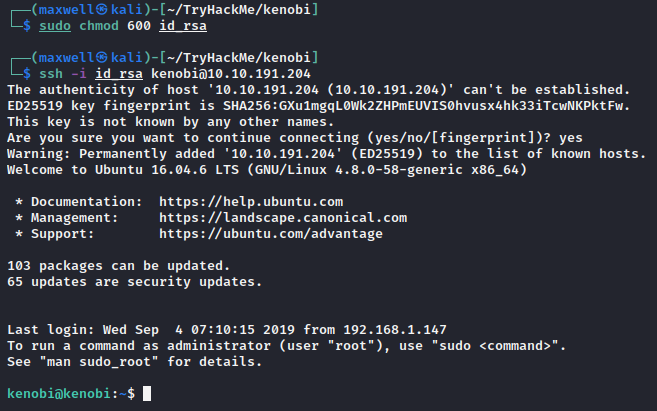 ┌──(maxwell㉿kali)-[~/TryHackMe/kenobi]
└─$ sudo chmod 600 id_rsa
┌──(maxwell㉿kali)-[~/TryHackMe/kenobi]
└─$ ssh -i id_rsa kenobi@10.10.191.204
The authenticity of host '10.10.191.204 (10.10.191.204)' can't be established.
ED25519 key fingerprint is SHA256:GXu1mgqL0Wk2ZHPmEUVIS0hvusx4hk33iTcwNKPktFw.
This key is not known by any other names.
Are you sure you want to continue connecting (yes/no/[fingerprint])? yes
Warning: Permanently added '10.10.191.204' (ED25519) to the list of known hosts.
Welcome to Ubuntu 16.04.6 LTS (GNU/Linux 4.8.0-58-generic x86_64)
* Documentation:  https://help.ubuntu.com
* Management:     https://landscape.canonical.com
* Support:        https://ubuntu.com/advantage
103 packages can be updated.
65 updates are security updates.
Last login: Wed Sep  4 07:10:15 2019 from 192.168.1.147
To run a command as administrator (user "root"), use "sudo <command>".
See "man sudo_root" for details.
kenobi@kenobi:~$